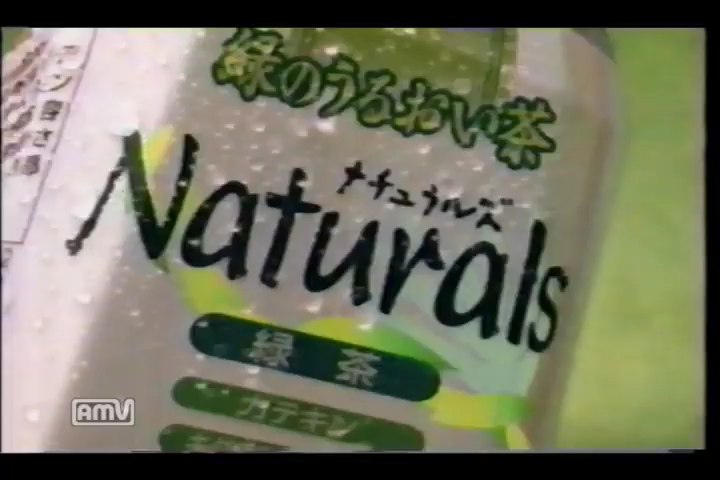 緑のうるおい茶
ナチュラルズ
Naturals
緑茶
カテキン
AMV